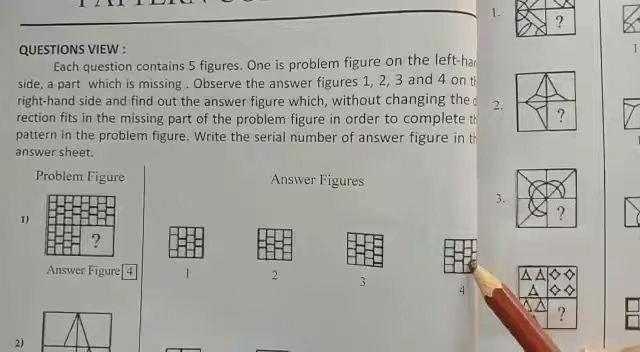 QUESTIONS VIEW :
Each question contains 5 figures. One is problem figure on the left-han
side, a part which is missing . Observe the answer figures 1, 2, 3 and 4 on th
right-hand side and find out the answer figure which, without changing the d
rection fits in the missing part of the problem figure in order to complete th
pattern in the problem figure. Write the serial number of answer figure in th
answer sheet.
Problem Figure
Answer Figures
1)
?
Answer Figure 4
1
2
3
4
2)
1.
?
1
2.
?
3.
?
?